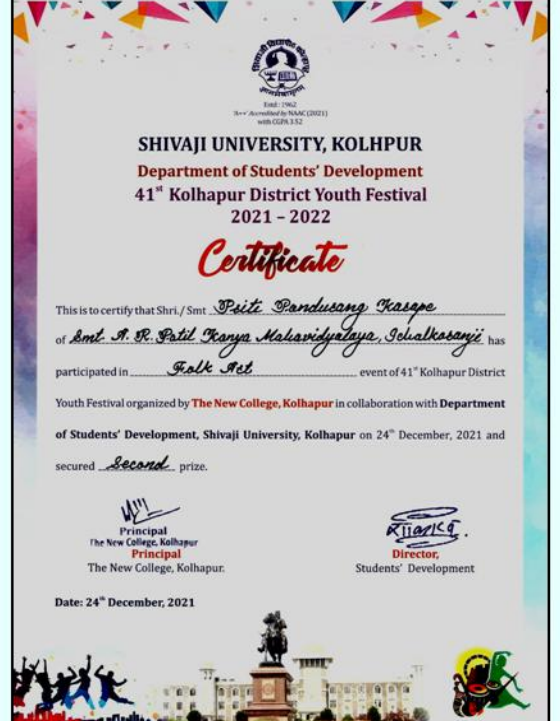 शिवाजी विद्यापीठ कोल्हापूर
Estd : 1962
'A++' Accredited by NAAC (2021)
with CGPA 3.52
SHIVAJI UNIVERSITY, KOLHPUR
Department of Students' Development
41st Kolhapur District Youth Festival
2021 – 2022
Certificate
This is to certify that Shri./ Smt Priti Pandurang Kasape
of Smt. A. R. Patil Kanya Mahavidyalaya, Ichalkaranji has
participated in Folk Act event of 41st Kolhapur District
Youth Festival organized by The New College, Kolhapur in collaboration with Department
of Students' Development, Shivaji University, Kolhapur on 24th December, 2021 and
secured Second prize.
Principal
The New College, Kolhapur
Principal
The New College, Kolhapur.
Director,
Students' Development
Date: 24th December, 2021